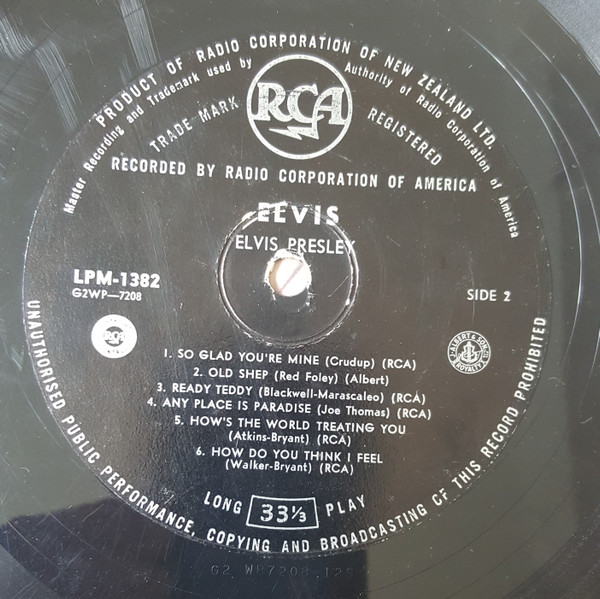 PRODUCT OF RADIO CORPORATION OF NEW ZEALAND LTD.
Master Recording and Trademark used by Authority of Radio Corporation of America
TRADE MARK RCA REGISTERED
RECORDED BY RADIO CORPORATION OF AMERICA
ELVIS
ELVIS PRESLEY
LPM-1382
G2WP—7208
SIDE 2
RCA
J. ALBERT & SON
ROYALTY
1. SO GLAD YOU'RE MINE (Crudup) (RCA)
2. OLD SHEP (Red Foley) (Albert)
3. READY TEDDY (Blackwell-Marascaleo) (RCA)
4. ANY PLACE IS PARADISE (Joe Thomas) (RCA)
5. HOW'S THE WORLD TREATING YOU
(Atkins-Bryant) (RCA)
6. HOW DO YOU THINK I FEEL
(Walker-Bryant) (RCA)
LONG 33⅓ PLAY
UNAUTHORISED PUBLIC PERFORMANCE, COPYING AND BROADCASTING OF THIS RECORD PROHIBITED